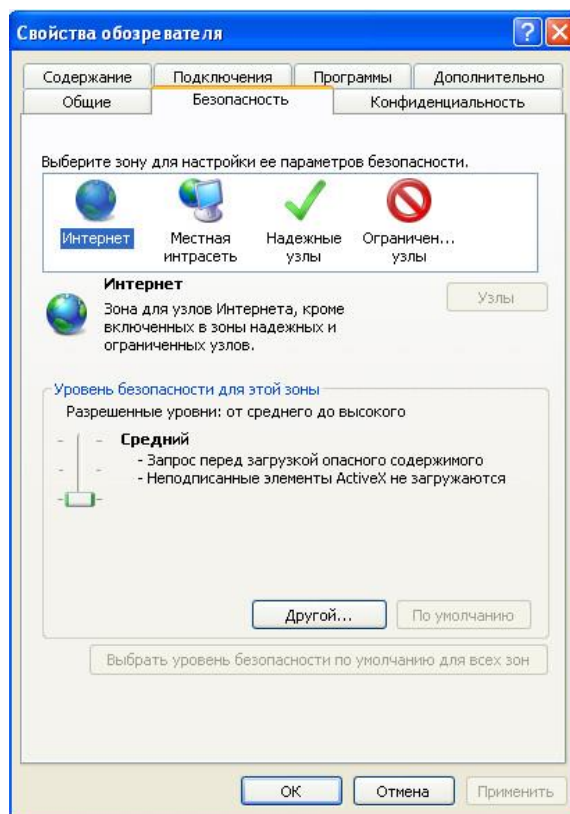 Свойства обозревателя
Содержание Подключения Программы Дополнительно
Общие Безопасность Конфиденциальность
Выберите зону для настройки ее параметров безопасности.
Интернет Местная Надежные Ограничен...
интрасеть узлы узлы
Интернет
Узлы
Зона для узлов Интернета, кроме
включенных в зоны надежных и
ограниченных узлов.
Уровень безопасности для этой зоны
Разрешенные уровни: от среднего до высокого
Средний
- Запрос перед загрузкой опасного содержимого
- Неподписанные элементы ActiveX не загружаются
Другой... По умолчанию
Выбрать уровень безопасности по умолчанию для всех зон
ОК Отмена Применить